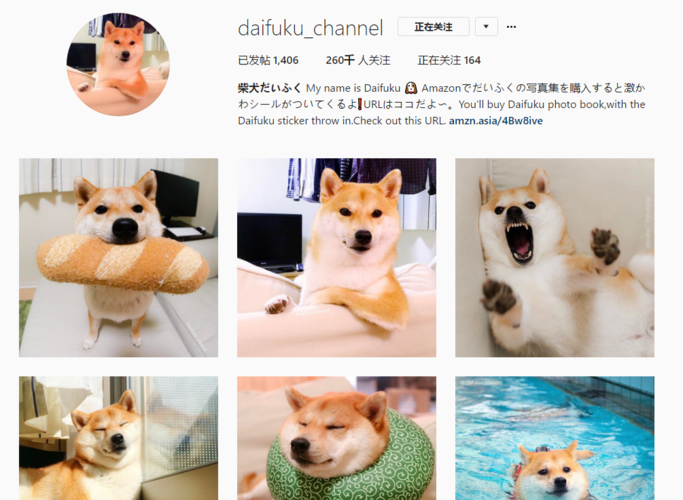 daifuku_channel 正在关注
已发帖 1,406 260千 人关注 正在关注 164
柴犬だいふく My name is Daifuku Amazonでだいふくの写真集を購入すると激か
わシールがついてくるよ URLはココだよ〜。You'll buy Daifuku photo book,with the
Daifuku sticker throw in.Check out this URL. amzn.asia/4Bw8ive